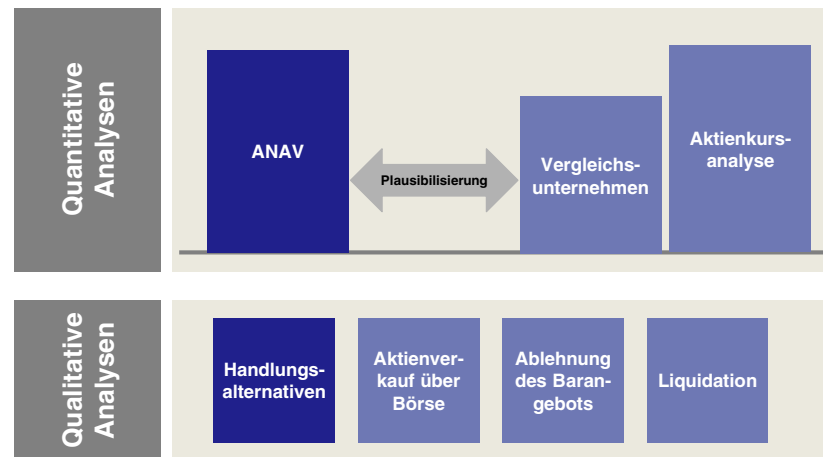 Quantitative
Analysen
ANAV
Plausibilisierung
Vergleichs-
unternehmen
Aktienkurs-
analyse
Qualitative
Analysen
Handlungs-
alternativen
Aktienver-
kauf über
Börse
Ablehnung
des Baran-
gebots
Liquidation